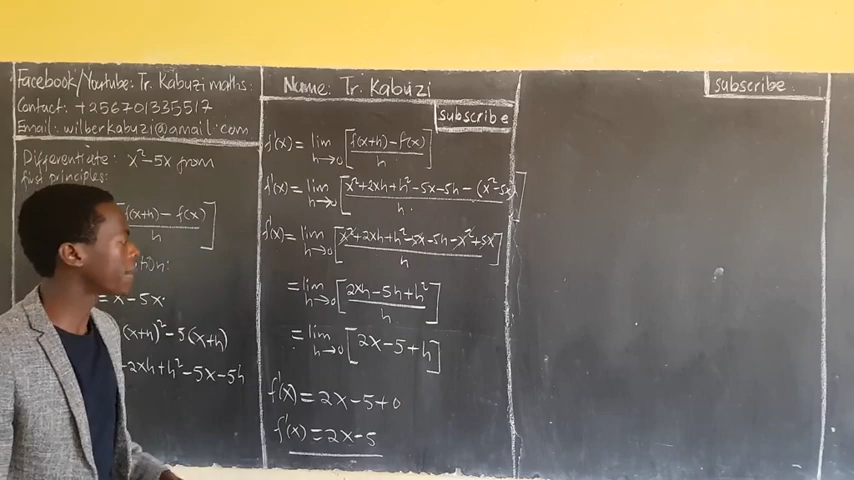 Facebook/Youtube: Tr. Kabuzi maths:
Contact: +256701335517
Email: wilberkabuzi@gmail.com
Differentiate: x²-5x from
first principles:
f(x+h) - f(x)]
h
= x - 5x.
(x+h)² - 5(x+h)
2xh+h²-5x-5h
Name: Tr. Kabuzi
subscribe
f'(x) = lim h→0 [f(x+h) - f(x) / h]
f'(x) = lim h→0 [x²+2xh+h²-5x-5h-(x²-5x) / h]
f'(x) = lim h→0 [x²+2xh+h²-5x-5h-x²+5x / h]
= lim h→0 [2xh-5h+h² / h]
= lim h→0 [2x-5+h]
f'(x) = 2x-5+0
f'(x) = 2x-5
subscribe